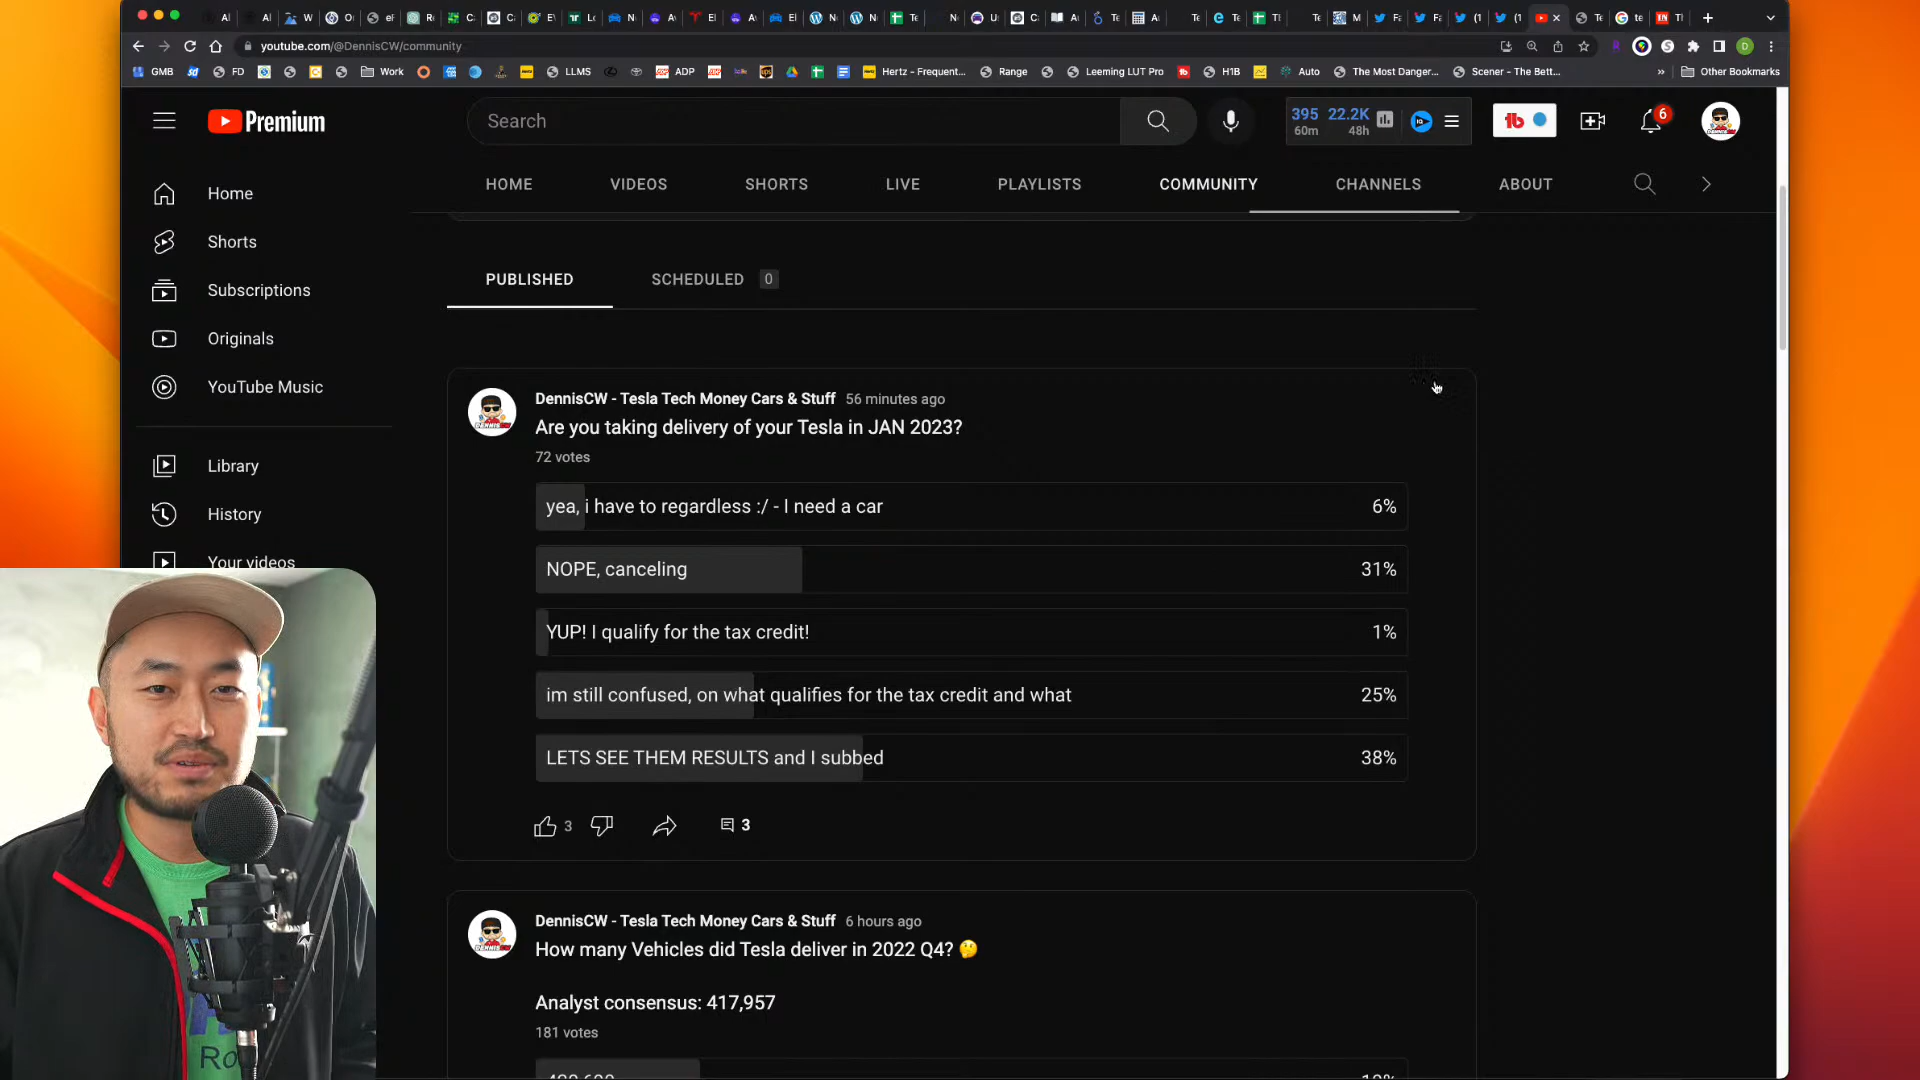 youtube.com/@DennisCW/community
GMB FD Work LLMS ADP ADP Hertz - Frequent... Range Leeming LUT Pro H1B Auto The Most Danger... Scener - The Bett... » Other Bookmarks
Premium
Search
395 22.2K
60m 48h
6
HOME VIDEOS SHORTS LIVE PLAYLISTS COMMUNITY CHANNELS ABOUT
Home
Shorts
Subscriptions
Originals
YouTube Music
Library
History
Your videos
PUBLISHED SCHEDULED 0
DennisCW - Tesla Tech Money Cars & Stuff 56 minutes ago
Are you taking delivery of your Tesla in JAN 2023?
72 votes
yea, i have to regardless :/ - I need a car 6%
NOPE, canceling 31%
YUP! I qualify for the tax credit! 1%
im still confused, on what qualifies for the tax credit and what 25%
LETS SEE THEM RESULTS and I subbed 38%
3 3
DennisCW - Tesla Tech Money Cars & Stuff 6 hours ago
How many Vehicles did Tesla deliver in 2022 Q4? 🤔
Analyst consensus: 417,957
181 votes